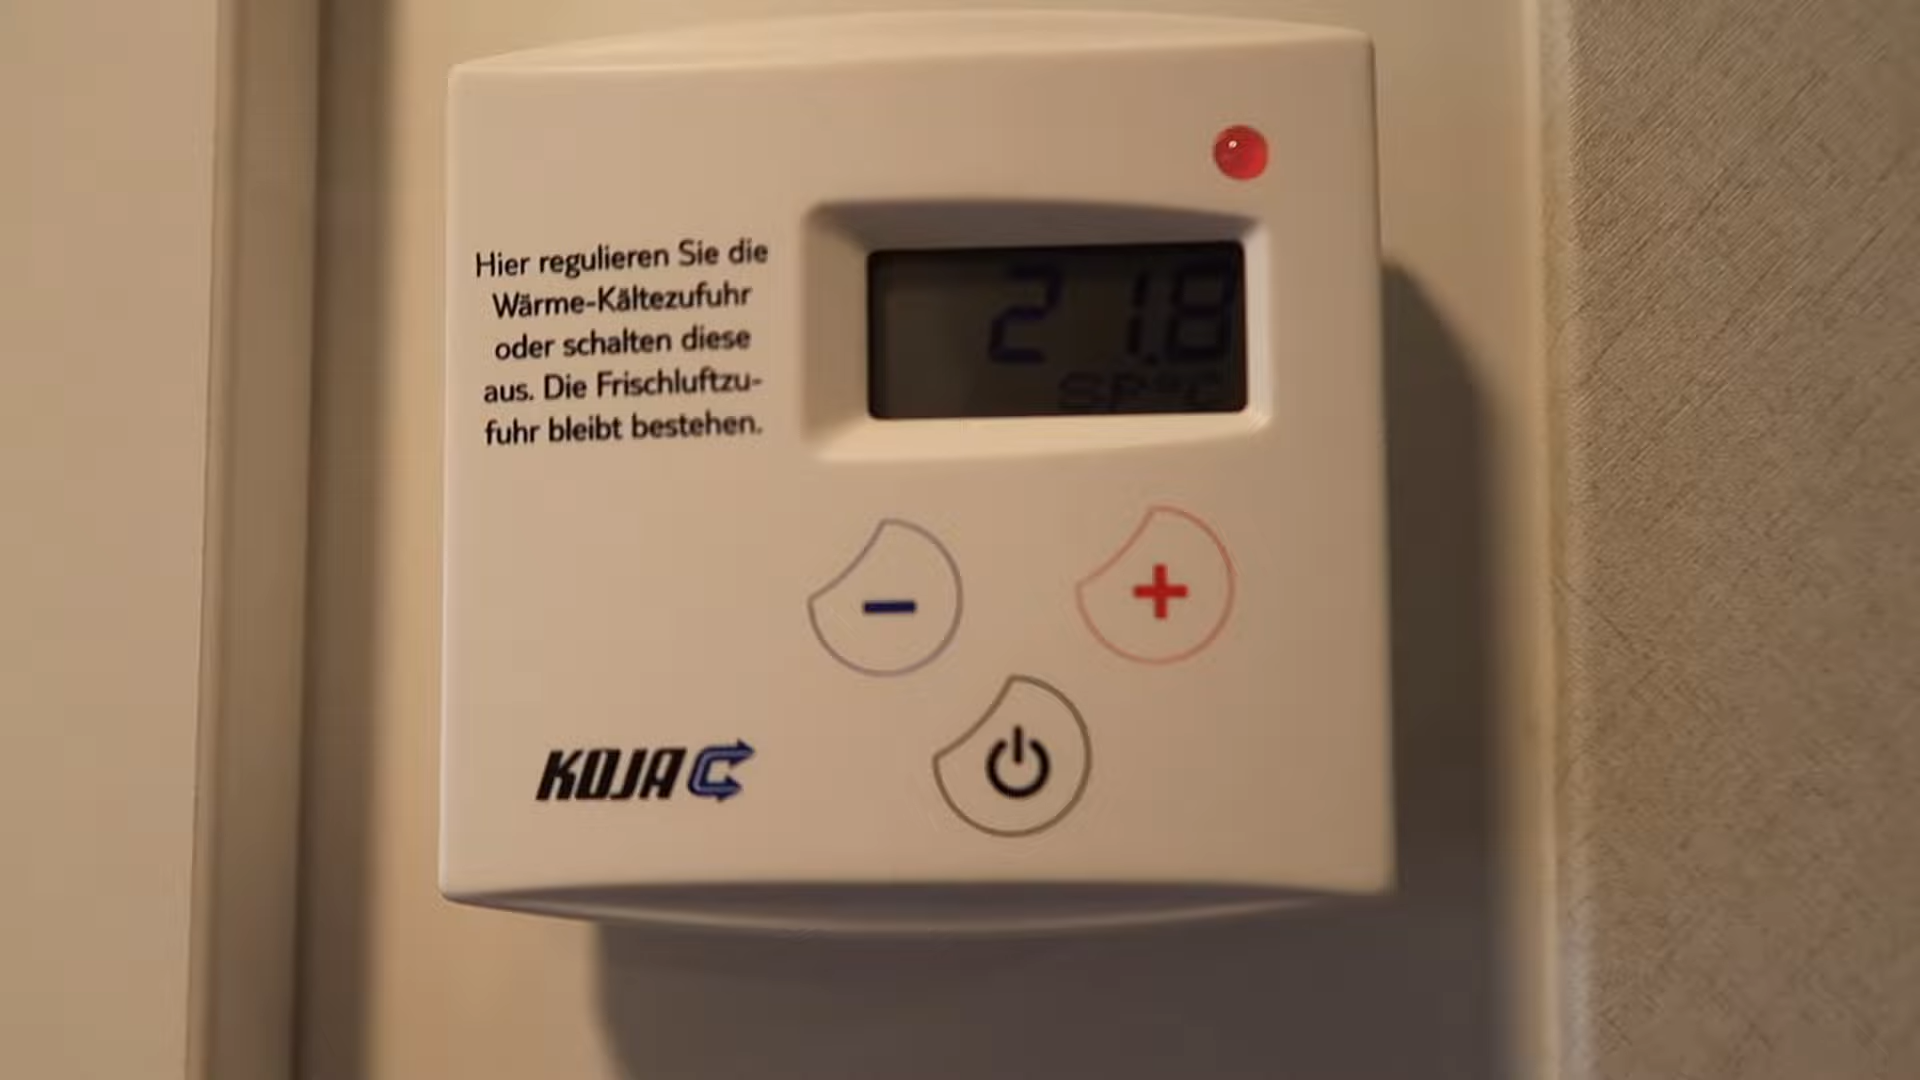 Hier regulieren Sie die
Wärme-Kältezufuhr
oder schalten diese
aus. Die Frischluftzu-
fuhr bleibt bestehen.
21.8
SP°C
−
+
KOJA